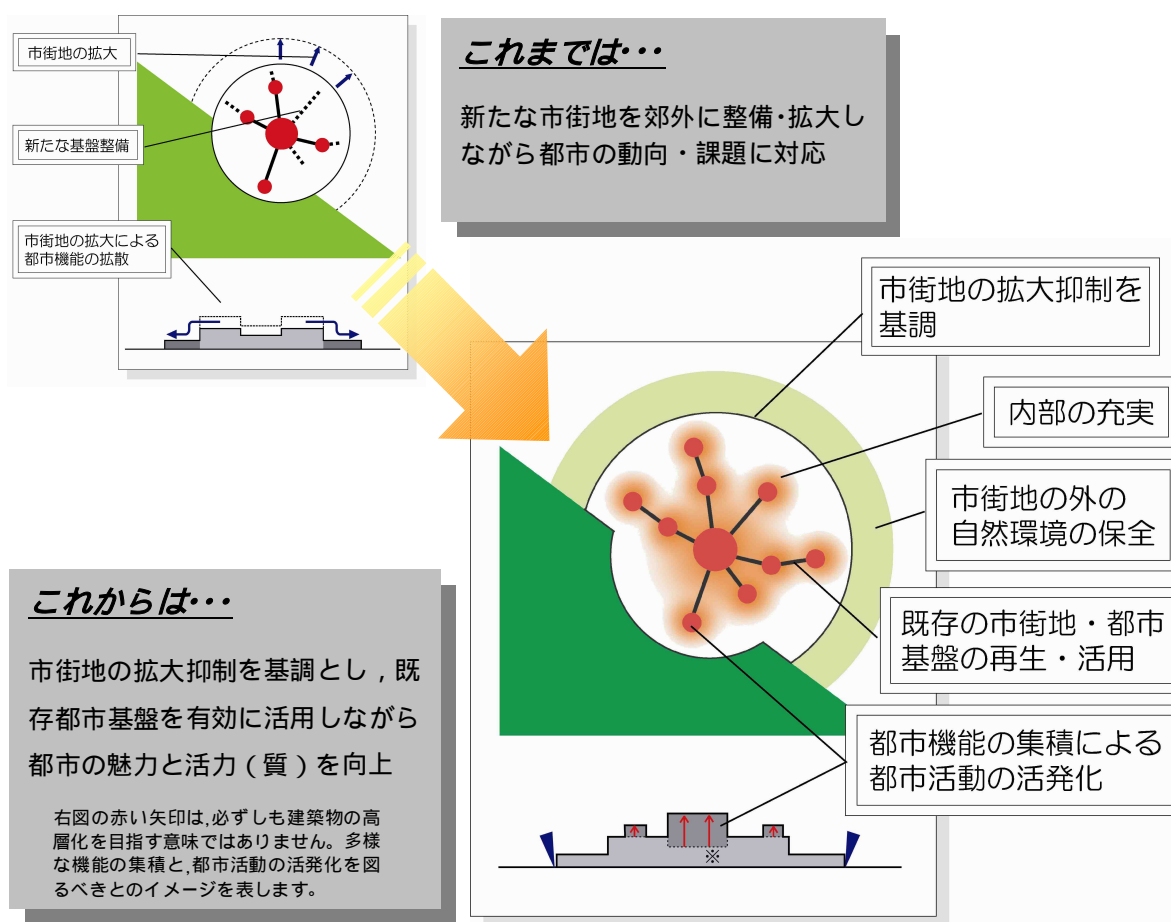 市街地の拡大
新たな基盤整備
市街地の拡大による
都市機能の拡散
これまでは･･･
新たな市街地を郊外に整備･拡大し
ながら都市の動向・課題に対応
市街地の拡大抑制を
基調
内部の充実
市街地の外の
自然環境の保全
既存の市街地・都市
基盤の再生・活用
都市機能の集積による
都市活動の活発化
※
これからは･･･
市街地の拡大抑制を基調とし，既
存都市基盤を有効に活用しながら
都市の魅力と活力（質）を向上
右図の赤い矢印は,必ずしも建築物の高
層化を目指す意味ではありません。多様
な機能の集積と,都市活動の活発化を図
るべきとのイメージを表します。